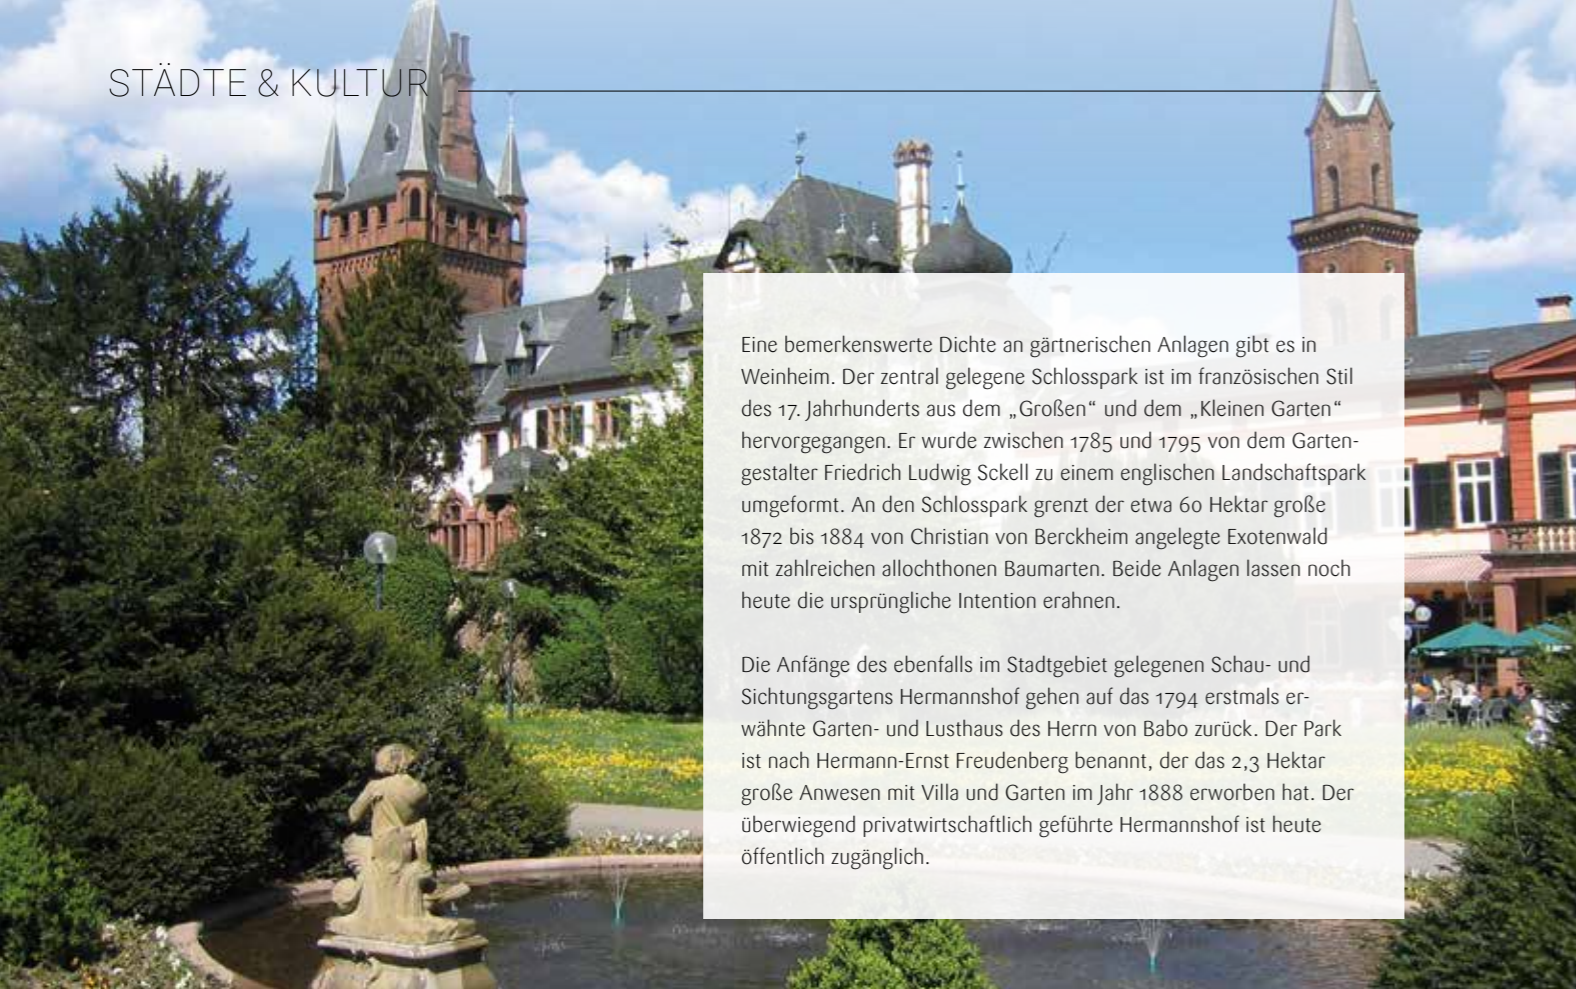 STÄDTE & KULTUR
Eine bemerkenswerte Dichte an gärtnerischen Anlagen gibt es in
Weinheim. Der zentral gelegene Schlosspark ist im französischen Stil
des 17. Jahrhunderts aus dem „Großen“ und dem „Kleinen Garten“
hervorgegangen. Er wurde zwischen 1785 und 1795 von dem Garten-
gestalter Friedrich Ludwig Sckell zu einem englischen Landschaftspark
umgeformt. An den Schlosspark grenzt der etwa 60 Hektar große
1872 bis 1884 von Christian von Berckheim angelegte Exotenwald
mit zahlreichen allochthonen Baumarten. Beide Anlagen lassen noch
heute die ursprüngliche Intention erahnen.
Die Anfänge des ebenfalls im Stadtgebiet gelegenen Schau- und
Sichtungsgartens Hermannshof gehen auf das 1794 erstmals er-
wähnte Garten- und Lusthaus des Herrn von Babo zurück. Der Park
ist nach Hermann-Ernst Freudenberg benannt, der das 2,3 Hektar
große Anwesen mit Villa und Garten im Jahr 1888 erworben hat. Der
überwiegend privatwirtschaftlich geführte Hermannshof ist heute
öffentlich zugänglich.